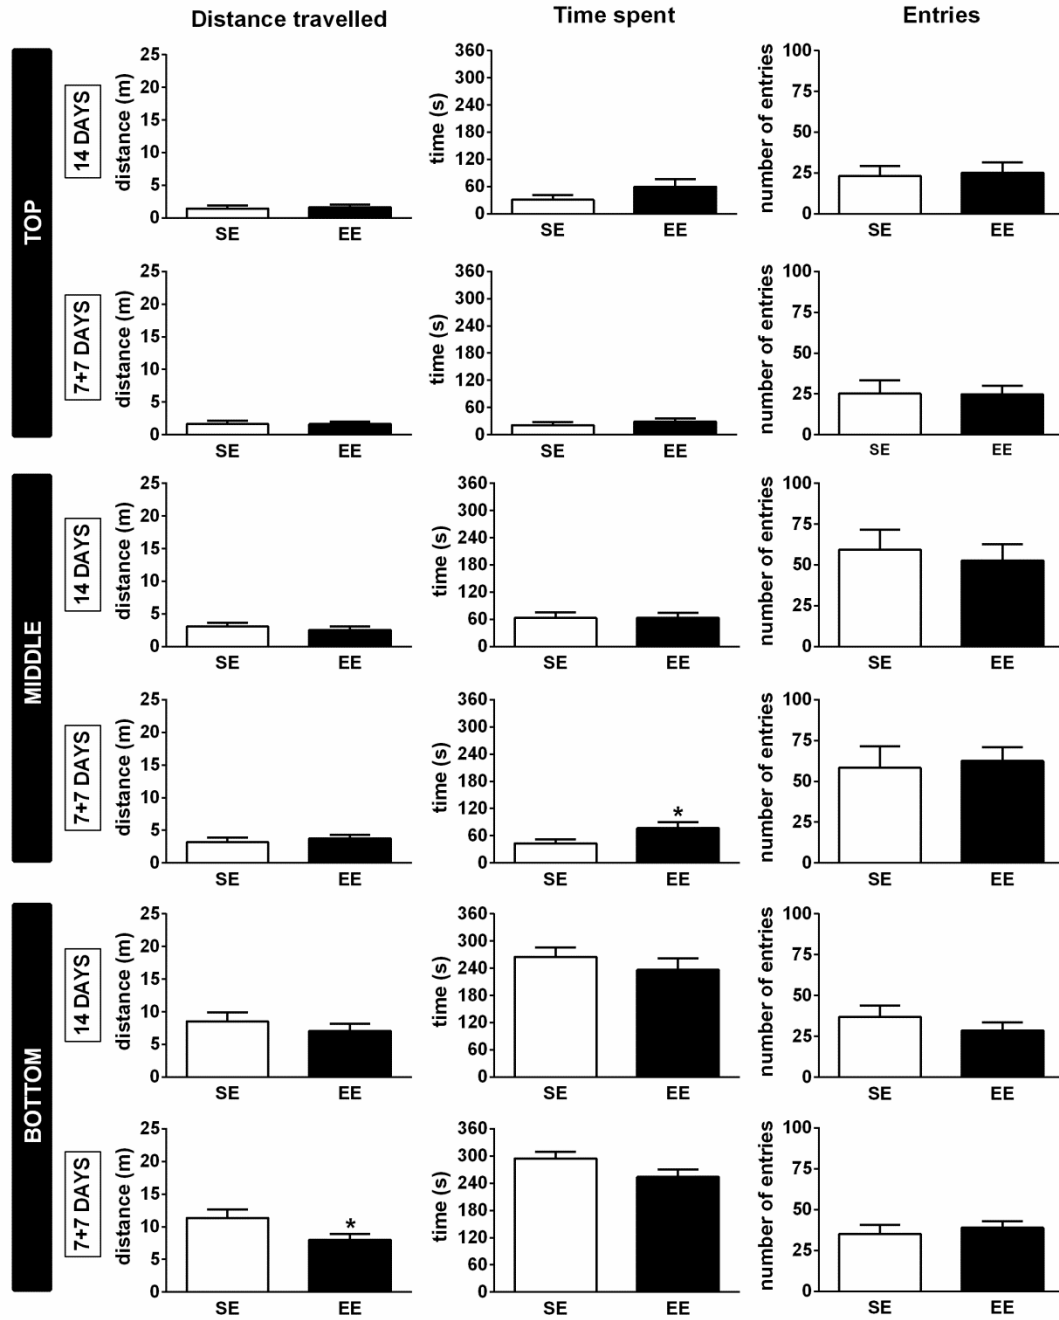 Distance travelled
Time spent
Entries
TOP
14 DAYS
distance (m)
25
20
15
10
5
0
SE EE
time (s)
360
300
240
180
120
60
0
SE EE
number of entries
100
75
50
25
0
SE EE
7+7 DAYS
distance (m)
25
20
15
10
5
0
SE EE
time (s)
360
300
240
180
120
60
0
SE EE
number of entries
100
75
50
25
0
SE EE
MIDDLE
14 DAYS
distance (m)
25
20
15
10
5
0
SE EE
time (s)
360
300
240
180
120
60
0
SE EE
number of entries
100
75
50
25
0
SE EE
7+7 DAYS
distance (m)
25
20
15
10
5
0
SE EE
time (s)
360
300
240
180
120
60
0
*
SE EE
number of entries
100
75
50
25
0
SE EE
BOTTOM
14 DAYS
distance (m)
25
20
15
10
5
0
SE EE
time (s)
360
300
240
180
120
60
0
SE EE
number of entries
100
75
50
25
0
SE EE
7+7 DAYS
distance (m)
25
20
15
10
5
0
*
SE EE
time (s)
360
300
240
180
120
60
0
SE EE
number of entries
100
75
50
25
0
SE EE